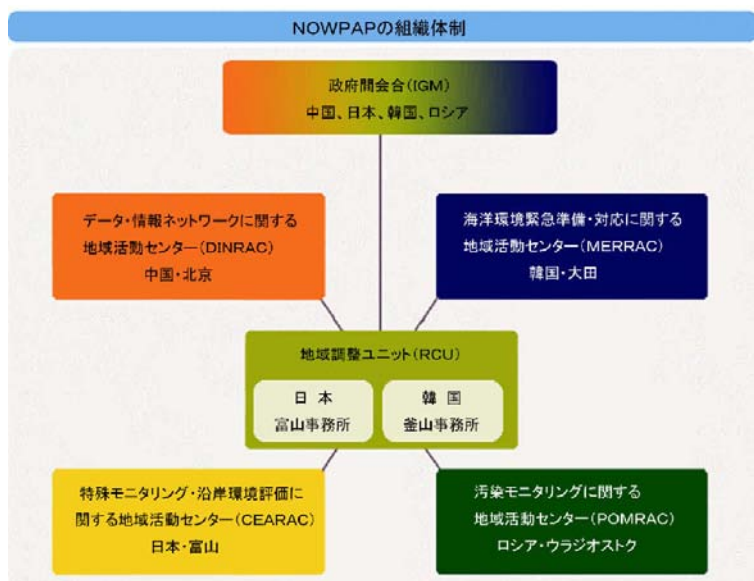 NOWPAPの組織体制
政府間会合(IGM)
中国、日本、韓国、ロシア
データ・情報ネットワークに関する
地域活動センター(DINRAC)
中国・北京
海洋環境緊急準備・対応に関する
地域活動センター(MERRAC)
韓国・大田
地域調整ユニット(RCU)
日 本
富山事務所
韓 国
釜山事務所
特殊モニタリング・沿岸環境評価に
関する地域活動センター(CEARAC)
日本・富山
汚染モニタリングに関する
地域活動センター(POMRAC)
ロシア・ウラジオストク